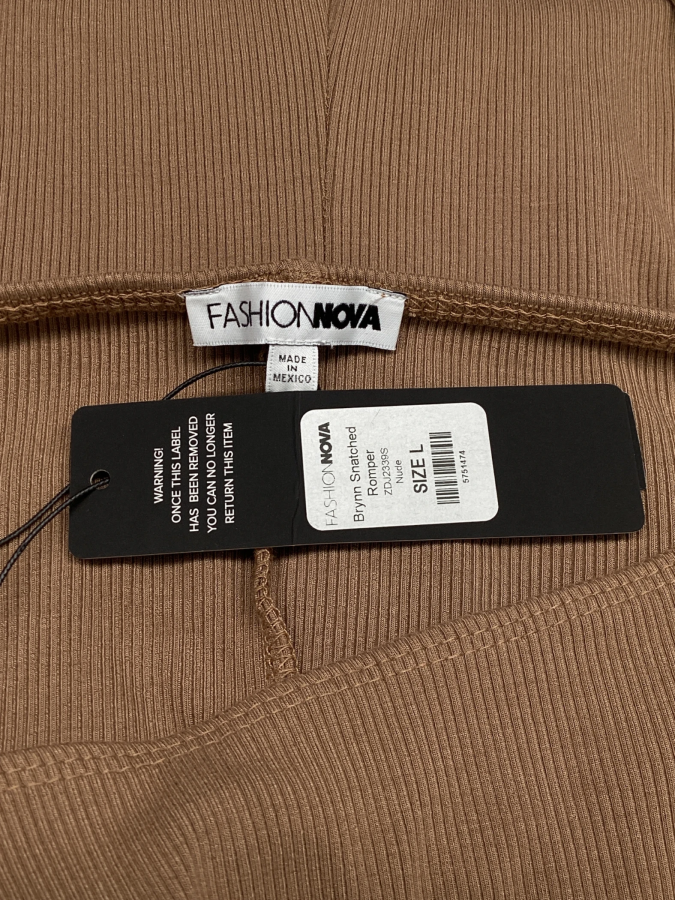 FASHIONNOVA
MADE
IN
MEXICO
WARNING!
ONCE THIS LABEL
HAS BEEN REMOVED
YOU CAN NO LONGER
RETURN THIS ITEM
FASHIONNOVA
Brynn Snatched
Romper
ZDJ2339S
Nude
SIZE L
5751474